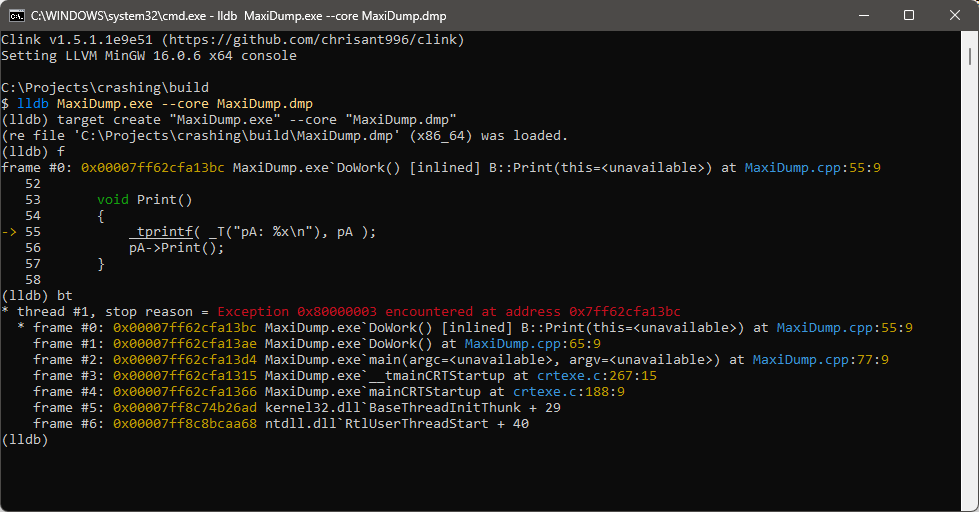 C:\WINDOWS\system32\cmd.exe - lldb  MaxiDump.exe --core MaxiDump.dmp
Clink v1.5.1.1e9e51 (https://github.com/chrisant996/clink)
Setting LLVM MinGW 16.0.6 x64 console
C:\Projects\crashing\build
$ lldb MaxiDump.exe --core MaxiDump.dmp
(lldb) target create "MaxiDump.exe" --core "MaxiDump.dmp"
(re file 'C:\Projects\crashing\build\MaxiDump.dmp' (x86_64) was loaded.
(lldb) f
frame #0: 0x00007ff62cfa13bc MaxiDump.exe`DoWork() [inlined] B::Print(this=<unavailable>) at MaxiDump.cpp:55:9
   52
   53       void Print()
   54       {
-> 55           _tprintf( _T("pA: %x\n"), pA );
   56           pA->Print();
   57       }
   58
(lldb) bt
* thread #1, stop reason = Exception 0x80000003 encountered at address 0x7ff62cfa13bc
  * frame #0: 0x00007ff62cfa13bc MaxiDump.exe`DoWork() [inlined] B::Print(this=<unavailable>) at MaxiDump.cpp:55:9
    frame #1: 0x00007ff62cfa13ae MaxiDump.exe`DoWork() at MaxiDump.cpp:65:9
    frame #2: 0x00007ff62cfa13d4 MaxiDump.exe`main(argc=<unavailable>, argv=<unavailable>) at MaxiDump.cpp:77:9
    frame #3: 0x00007ff62cfa1315 MaxiDump.exe`__tmainCRTStartup at crtexe.c:267:15
    frame #4: 0x00007ff62cfa1366 MaxiDump.exe`mainCRTStartup at crtexe.c:188:9
    frame #5: 0x00007ff8c74b26ad kernel32.dll`BaseThreadInitThunk + 29
    frame #6: 0x00007ff8c8bcaa68 ntdll.dll`RtlUserThreadStart + 40
(lldb)